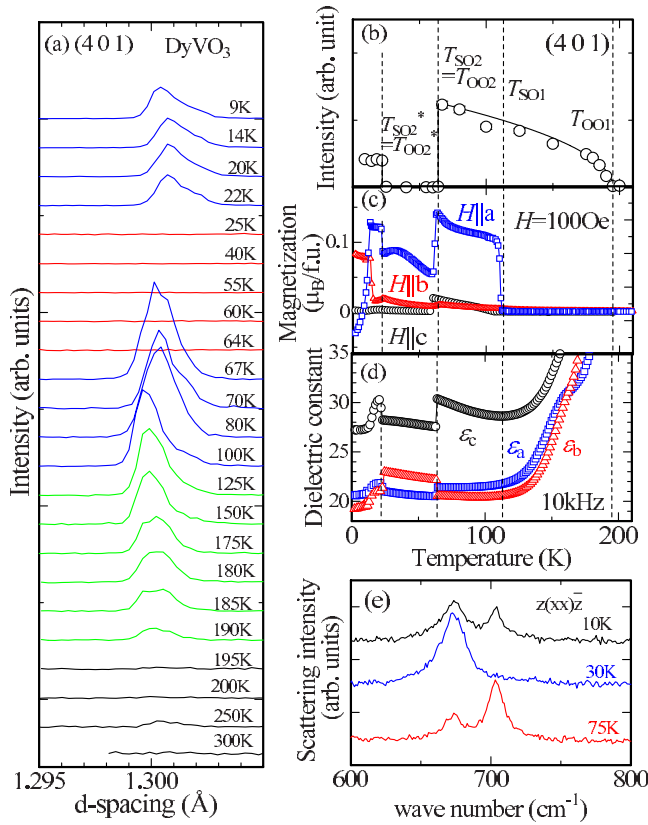 (a) (4 0 1) DyVO3
9K
14K
20K
22K
25K
40K
55K
60K
64K
67K
70K
80K
100K
125K
150K
175K
180K
185K
190K
195K
200K
250K
300K
Intensity (arb. units)
1.295 1.300
d-spacing (Å)
(b) (4 0 1)
Intensity (arb. unit)
TSO2 =TOO2
TSO1
TOO1
TSO2* =TOO2*
(c) H||a H=100Oe
H||b
H||c
Magnetization (μB/f.u.)
0.1
0
(d)
Dielectric constant
35
30
25
20
εc
εa
εb
10kHz
0 50 100 150 200
Temperature (K)
(e) z(xx)z̅
10K
30K
75K
Scattering intensity (arb. units)
600 700 800
wave number (cm⁻¹)